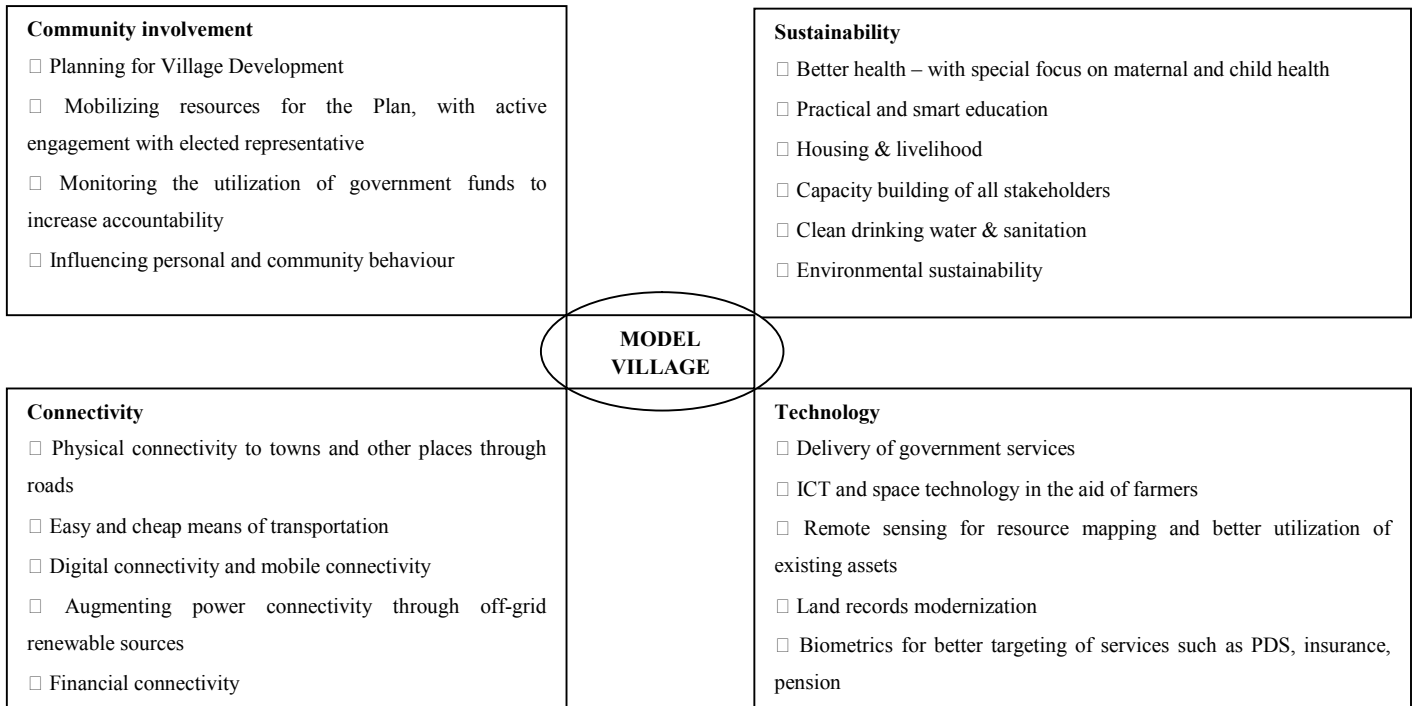 Community involvement
□ Planning for Village Development
□ Mobilizing resources for the Plan, with active
engagement with elected representative
□ Monitoring the utilization of government funds to
increase accountability
□ Influencing personal and community behaviour
Sustainability
□ Better health – with special focus on maternal and child health
□ Practical and smart education
□ Housing & livelihood
□ Capacity building of all stakeholders
□ Clean drinking water & sanitation
□ Environmental sustainability
MODEL
VILLAGE
Connectivity
□ Physical connectivity to towns and other places through
roads
□ Easy and cheap means of transportation
□ Digital connectivity and mobile connectivity
□ Augmenting power connectivity through off-grid
renewable sources
□ Financial connectivity
Technology
□ Delivery of government services
□ ICT and space technology in the aid of farmers
□ Remote sensing for resource mapping and better utilization of
existing assets
□ Land records modernization
□ Biometrics for better targeting of services such as PDS, insurance,
pension